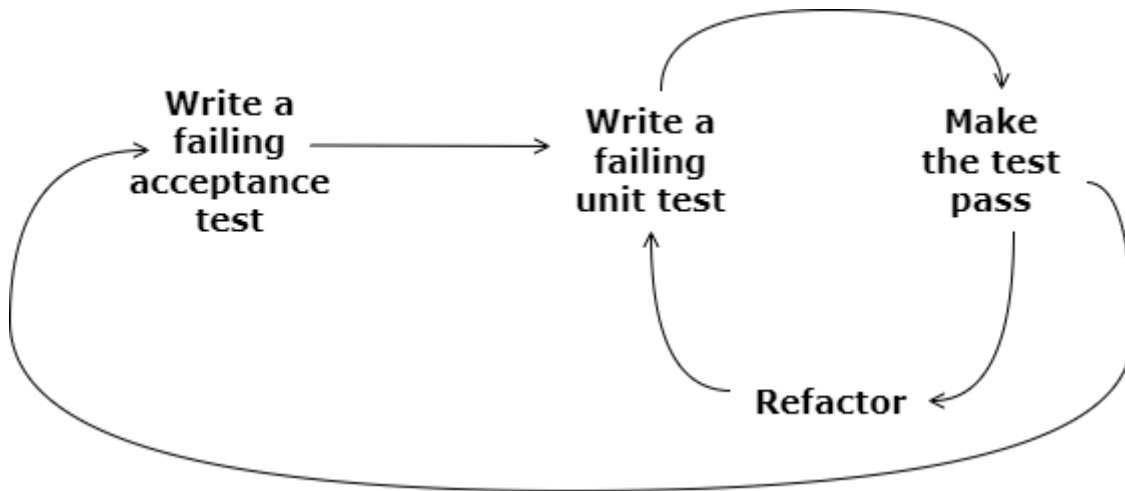 Write a
failing
acceptance
test
Write a
failing
unit test
Make
the test
pass
Refactor